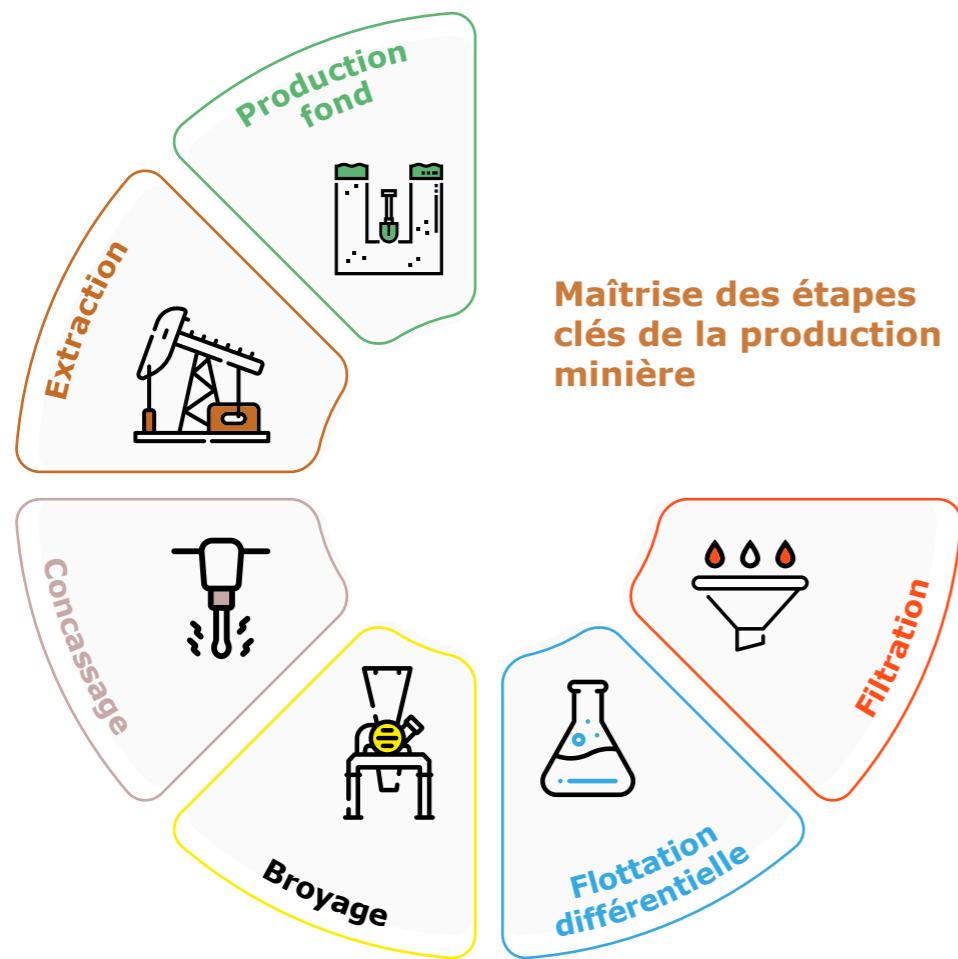 Production
fond
Extraction
Maîtrise des étapes
clés de la production
minière
Concassage
Broyage
Flottation
différentielle
Filtration